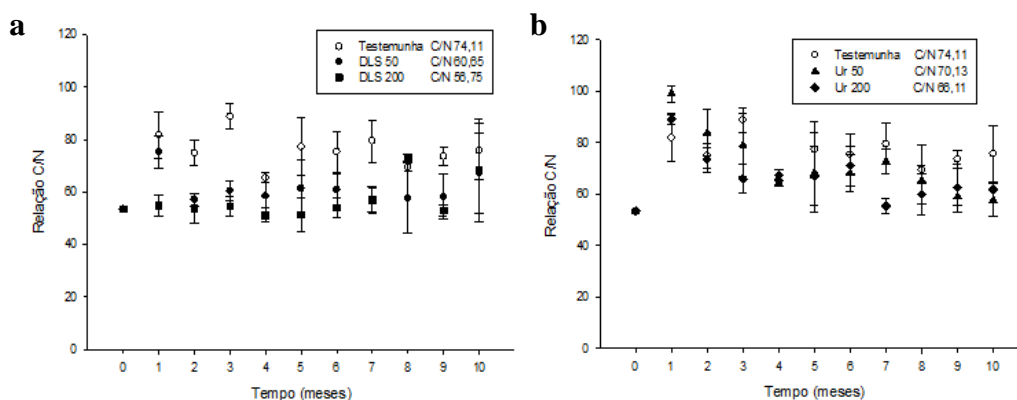 a
Testemunha C/N 74,11
DLS 50 C/N 60,65
DLS 200 C/N 56,75
Relação C/N
120
100
80
60
40
20
0
0 1 2 3 4 5 6 7 8 9 10
Tempo (meses)
b
Testemunha C/N 74,11
Ur 50 C/N 70,13
Ur 200 C/N 66,11
Relação C/N
120
100
80
60
40
20
0
0 1 2 3 4 5 6 7 8 9 10
Tempo (meses)